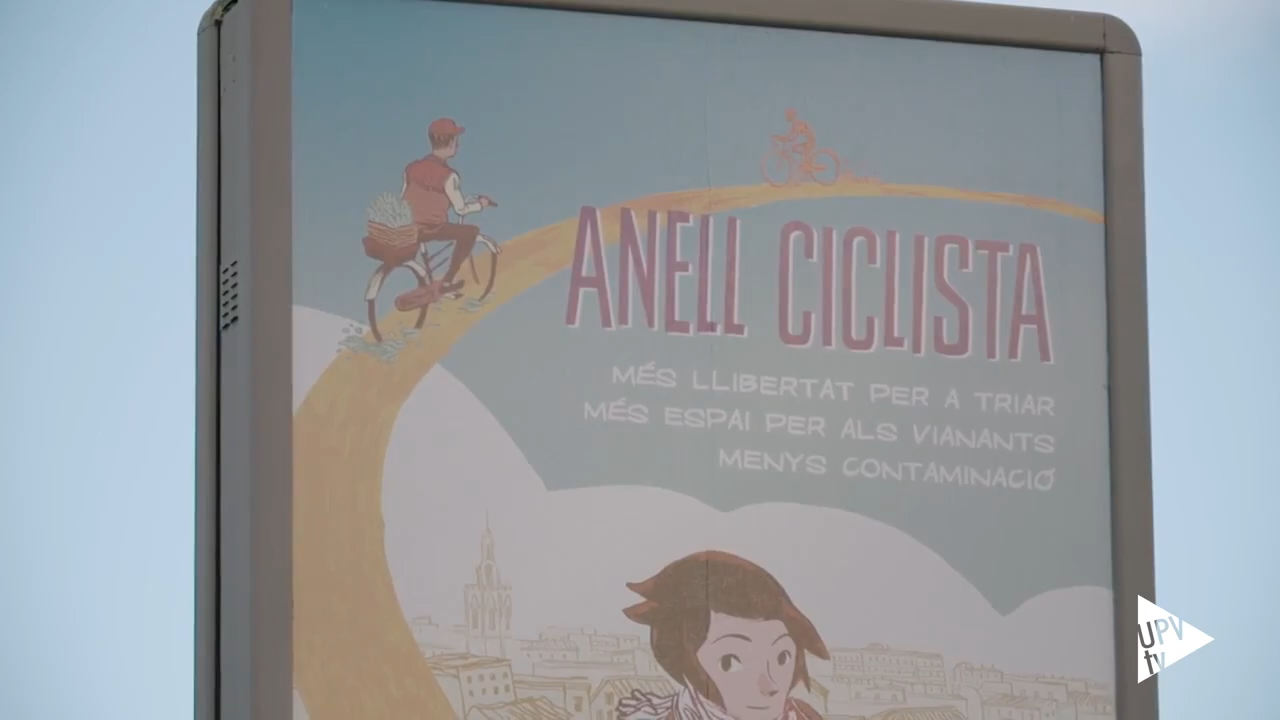 ANELL CICLISTA
MÉS LLIBERTAT PER A TRIAR
MÉS ESPAI PER ALS VIANANTS
MENYS CONTAMINACIÓ
UPV
tv